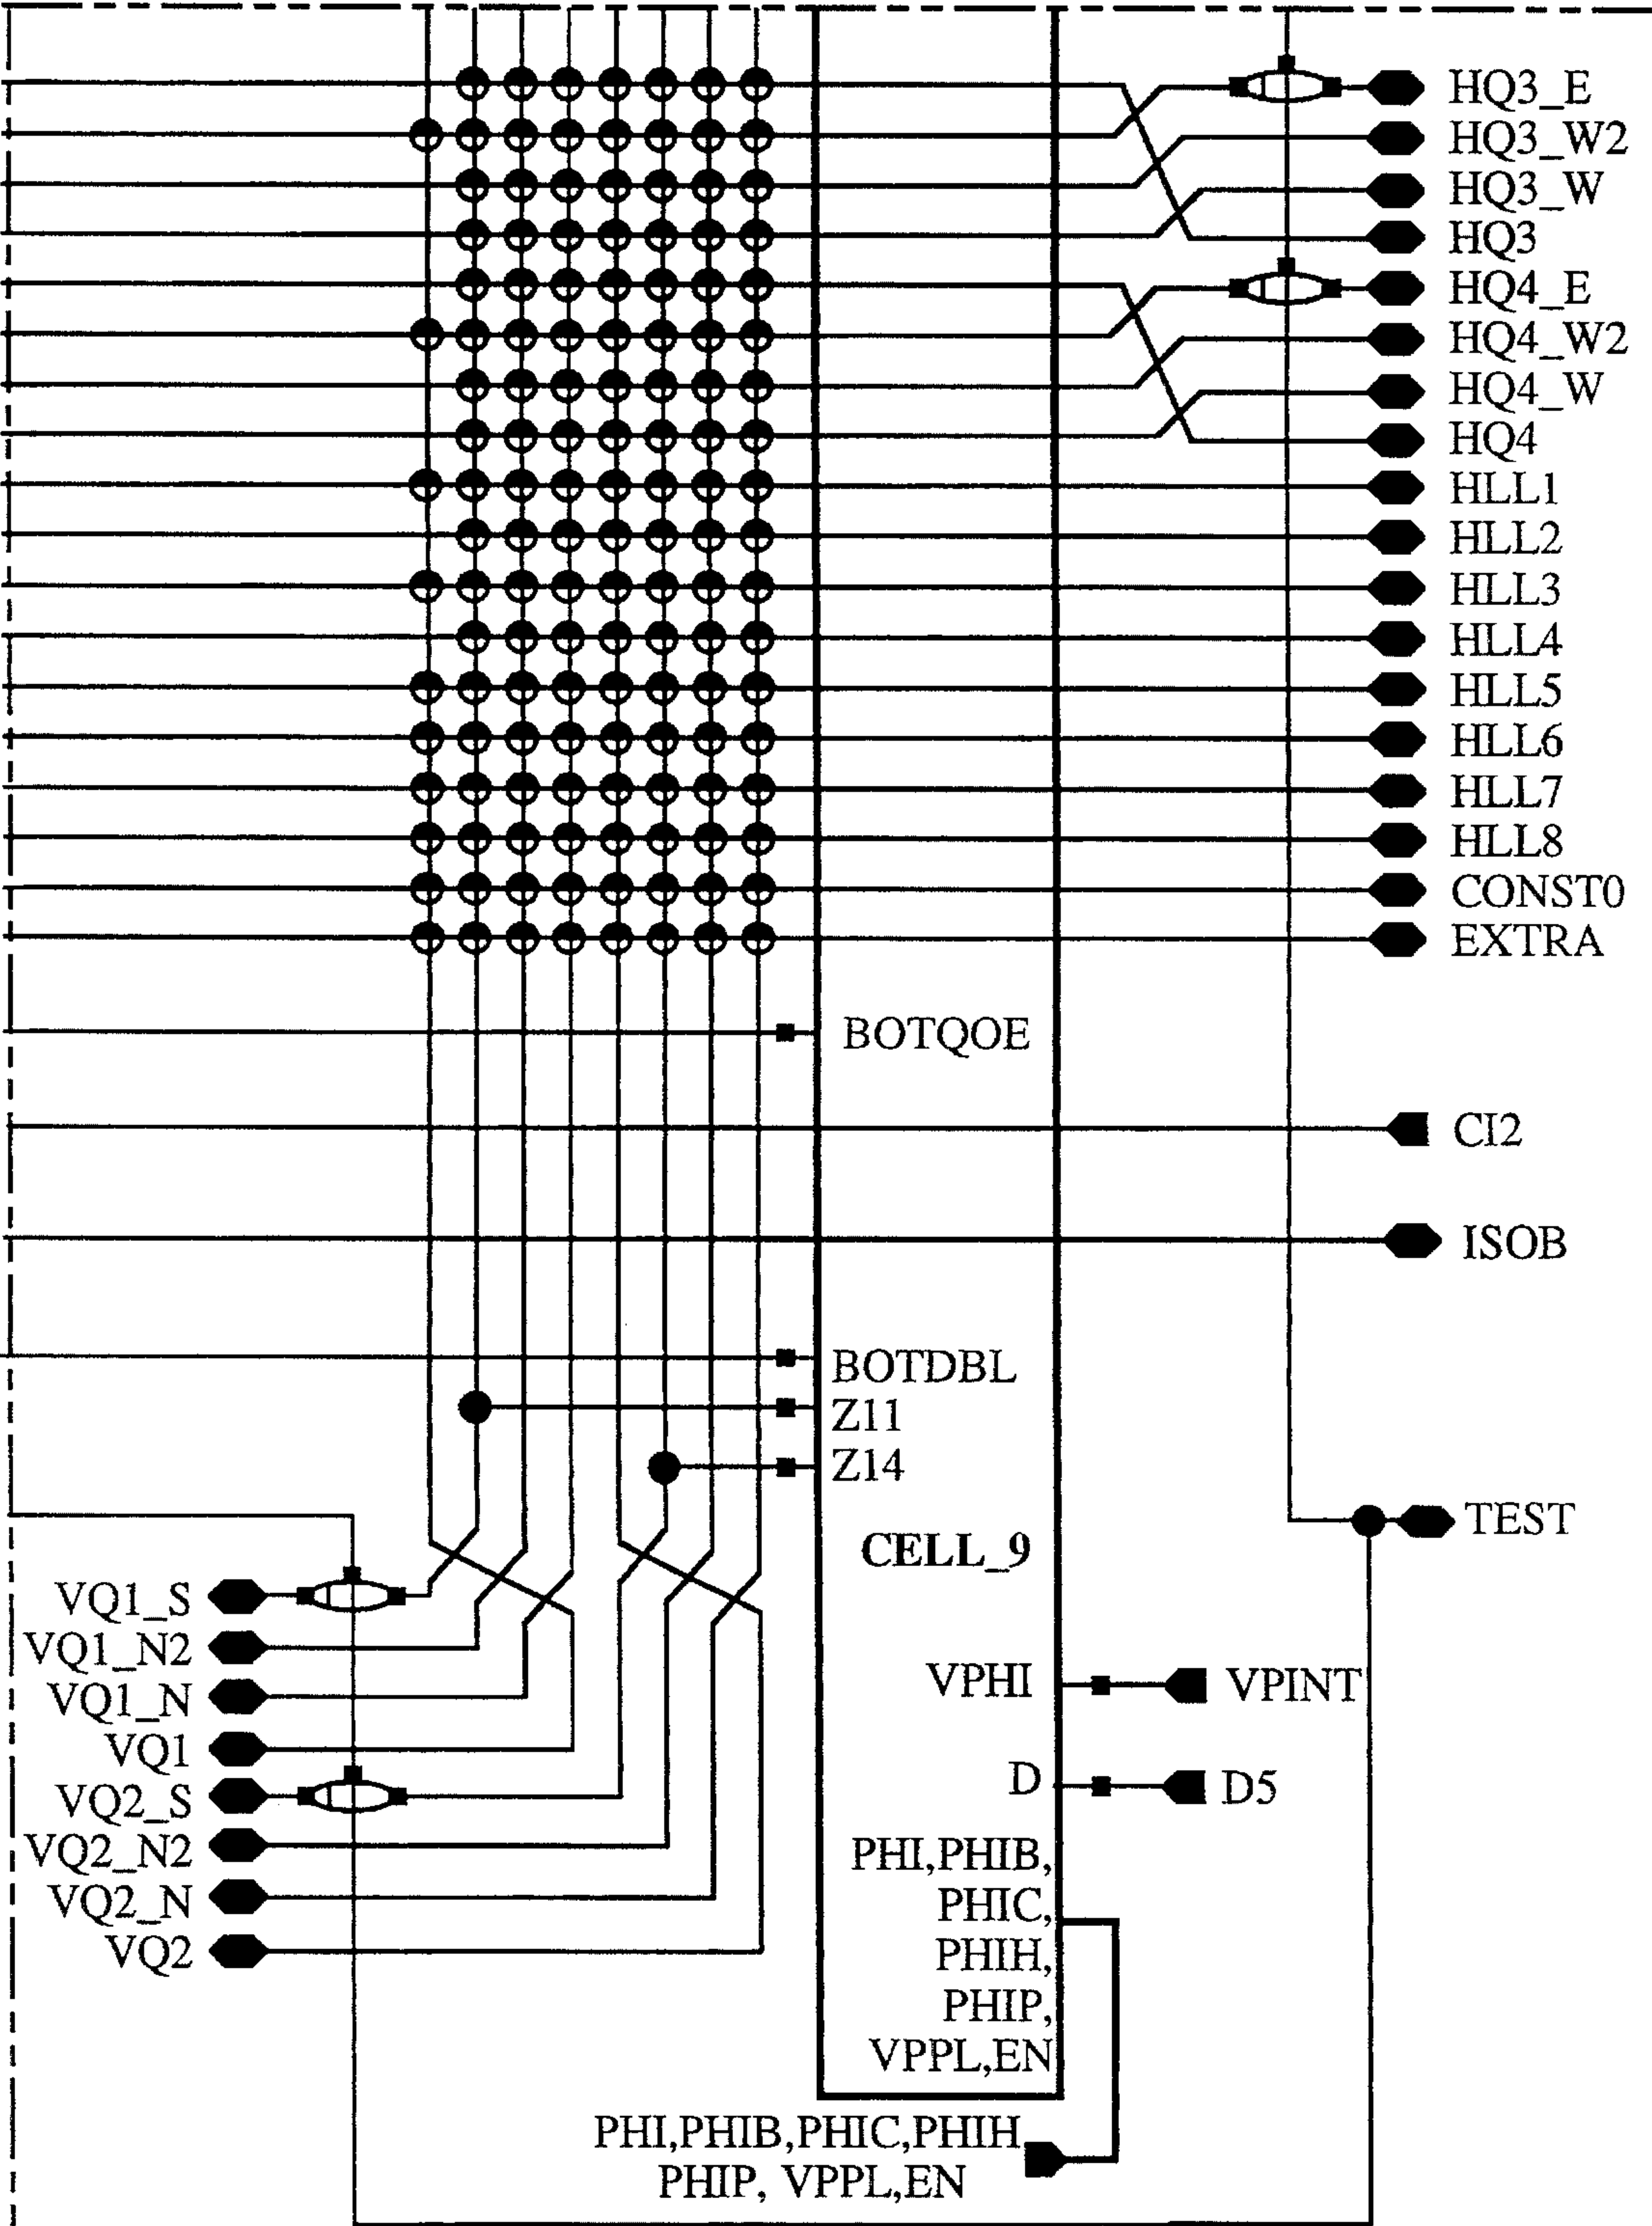 HQ3_E
HQ3_W2
HQ3_W
HQ3
HQ4_E
HQ4_W2
HQ4_W
HQ4
HLL1
HLL2
HLL3
HLL4
HLL5
HLL6
HLL7
HLL8
CONST0
EXTRA
BOTQOE
CI2
ISOB
BOTDBL
Z11
Z14
TEST
CELL_9
VQ1_S
VQ1_N2
VQ1_N
VQ1
VQ2_S
VQ2_N2
VQ2_N
VQ2
VPHI
VPINT
D
D5
PHI,PHIB,
PHIC,
PHIH,
PHIP,
VPPL,EN
PHI,PHIB,PHIC,PHIH
PHIP, VPPL,EN